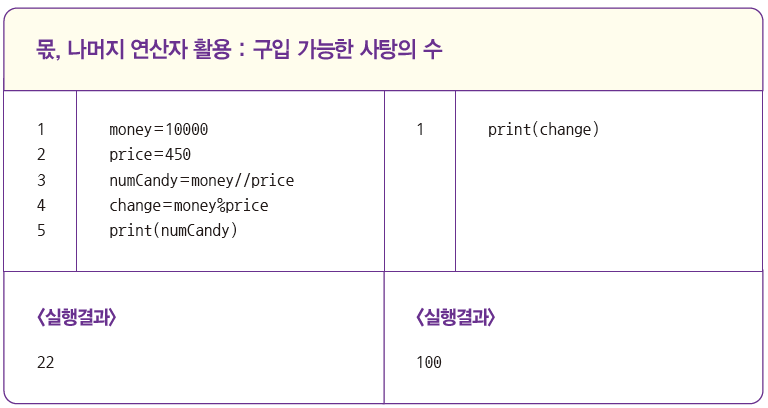 몫, 나머지 연산자 활용 : 구입 가능한 사탕의 수
1 money=10000
2 price=450
3 numCandy=money//price
4 change=money%price
5 print(numCandy)
1 print(change)
<실행결과>
22
<실행결과>
100